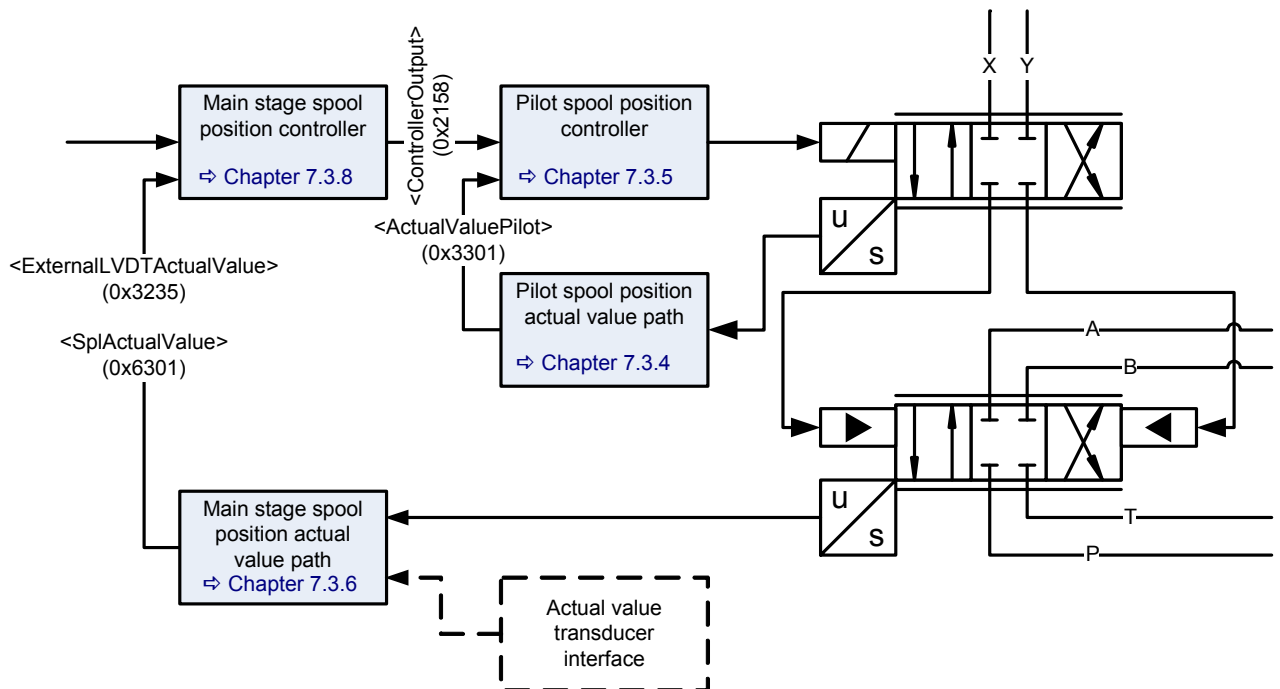 X
Y
Main stage spool
position controller
⇨ Chapter 7.3.8
<ControllerOutput>
(0x2158)
Pilot spool position
controller
⇨ Chapter 7.3.5
<ActualValuePilot>
(0x3301)
u
s
<ExternalLVDTActualValue>
(0x3235)
Pilot spool position
actual value path
⇨ Chapter 7.3.4
<SplActualValue>
(0x6301)
A
B
Main stage spool
position actual
value path
⇨ Chapter 7.3.6
u
s
T
P
Actual value
transducer
interface